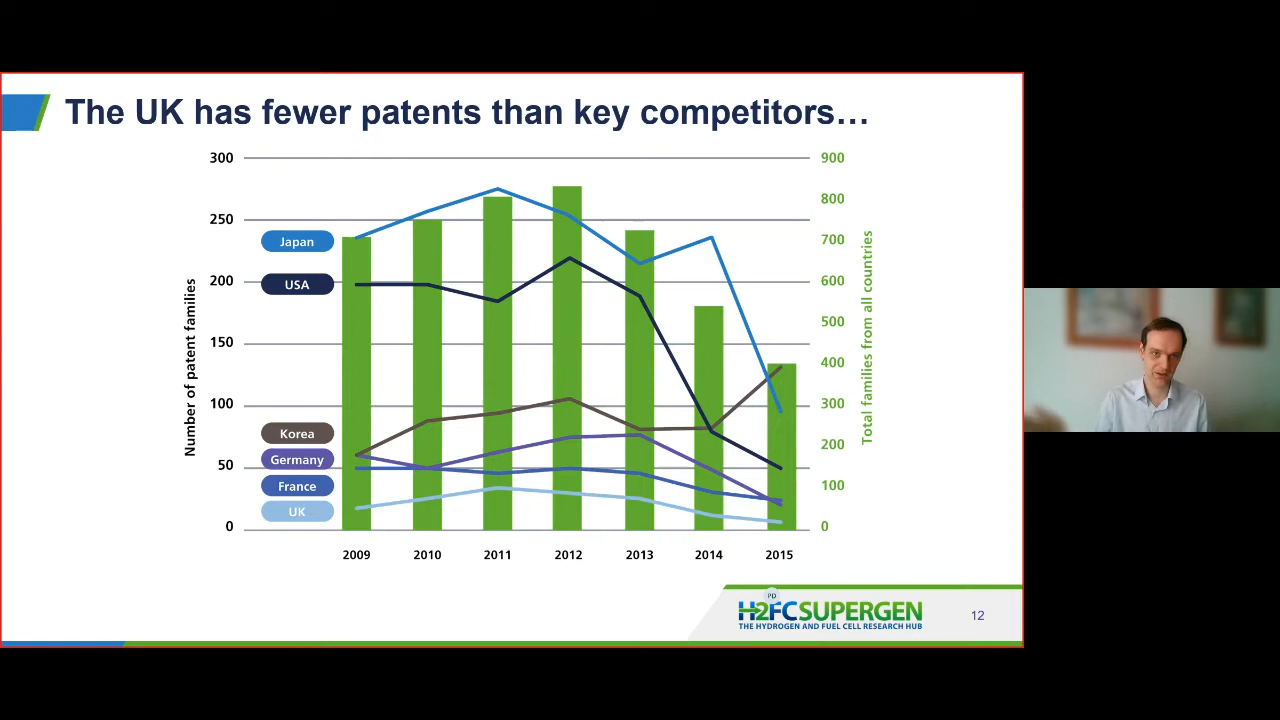 The UK has fewer patents than key competitors…
300
250
200
150
100
50
0
Number of patent families
Japan
USA
Korea
Germany
France
UK
900
800
700
600
500
400
300
200
100
0
Total families from all countries
2009 2010 2011 2012 2013 2014 2015
PD
H2FCSUPERGEN
THE HYDROGEN AND FUEL CELL RESEARCH HUB
12